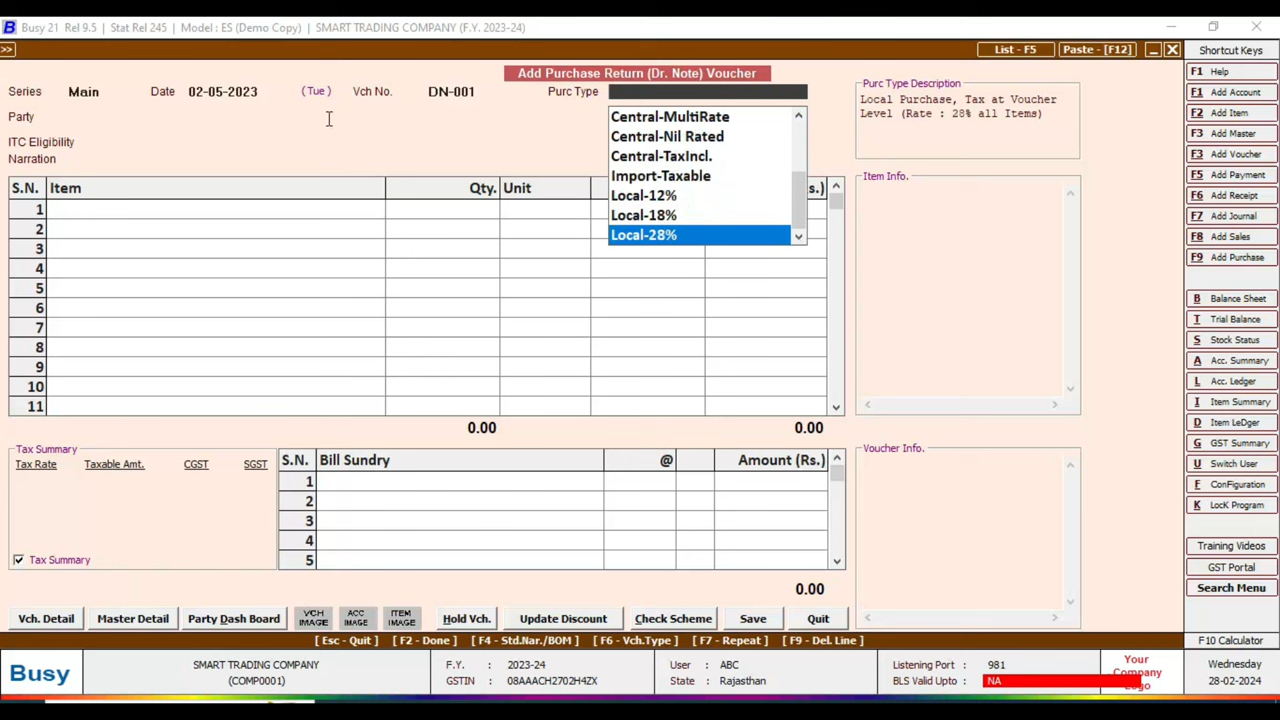 Busy 21 Rel 9.5 | Stat Rel 245 | Model : ES (Demo Copy) | SMART TRADING COMPANY (F.Y. 2023-24)
>> List - F5 Paste - [F12]
Shortcut Keys
Add Purchase Return (Dr. Note) Voucher
Series Main Date 02-05-2023 (Tue ) Vch No. DN-001 Purc Type
Party
ITC Eligibility
Narration
Central-MultiRate
Central-Nil Rated
Central-TaxIncl.
Import-Taxable
Local-12%
Local-18%
Local-28%
Purc Type Description
Local Purchase, Tax at Voucher
Level (Rate : 28% all Items)
S.N. Item Qty. Unit s.)
1
2
3
4
5
6
7
8
9
10
11
0.00 0.00
Item Info.
Tax Summary
Tax Rate Taxable Amt. CGST SGST
Tax Summary
S.N. Bill Sundry @ Amount (Rs.)
1
2
3
4
5
0.00
Voucher Info.
Vch. Detail Master Detail Party Dash Board VCH IMAGE ACC IMAGE ITEM IMAGE Hold Vch. Update Discount Check Scheme Save Quit
[ Esc - Quit ] [ F2 - Done ] [ F4 - Std.Nar./BOM ] [ F6 - Vch.Type ] [ F7 - Repeat ] [ F9 - Del. Line ]
F1 Help
F1 Add Account
F2 Add Item
F3 Add Master
F3 Add Voucher
F5 Add Payment
F6 Add Receipt
F7 Add Journal
F8 Add Sales
F9 Add Purchase
B Balance Sheet
T Trial Balance
S Stock Status
A Acc. Summary
L Acc. Ledger
I Item Summary
D Item LeDger
G GST Summary
U Switch User
F ConFiguration
K LocK Program
Training Videos
GST Portal
Search Menu
F10 Calculator
Busy
SMART TRADING COMPANY
(COMP0001)
F.Y. : 2023-24
GSTIN : 08AAACH2702H4ZX
User : ABC
State : Rajasthan
Listening Port : 981
BLS Valid Upto : NA
Your
Company
Logo
Wednesday
28-02-2024